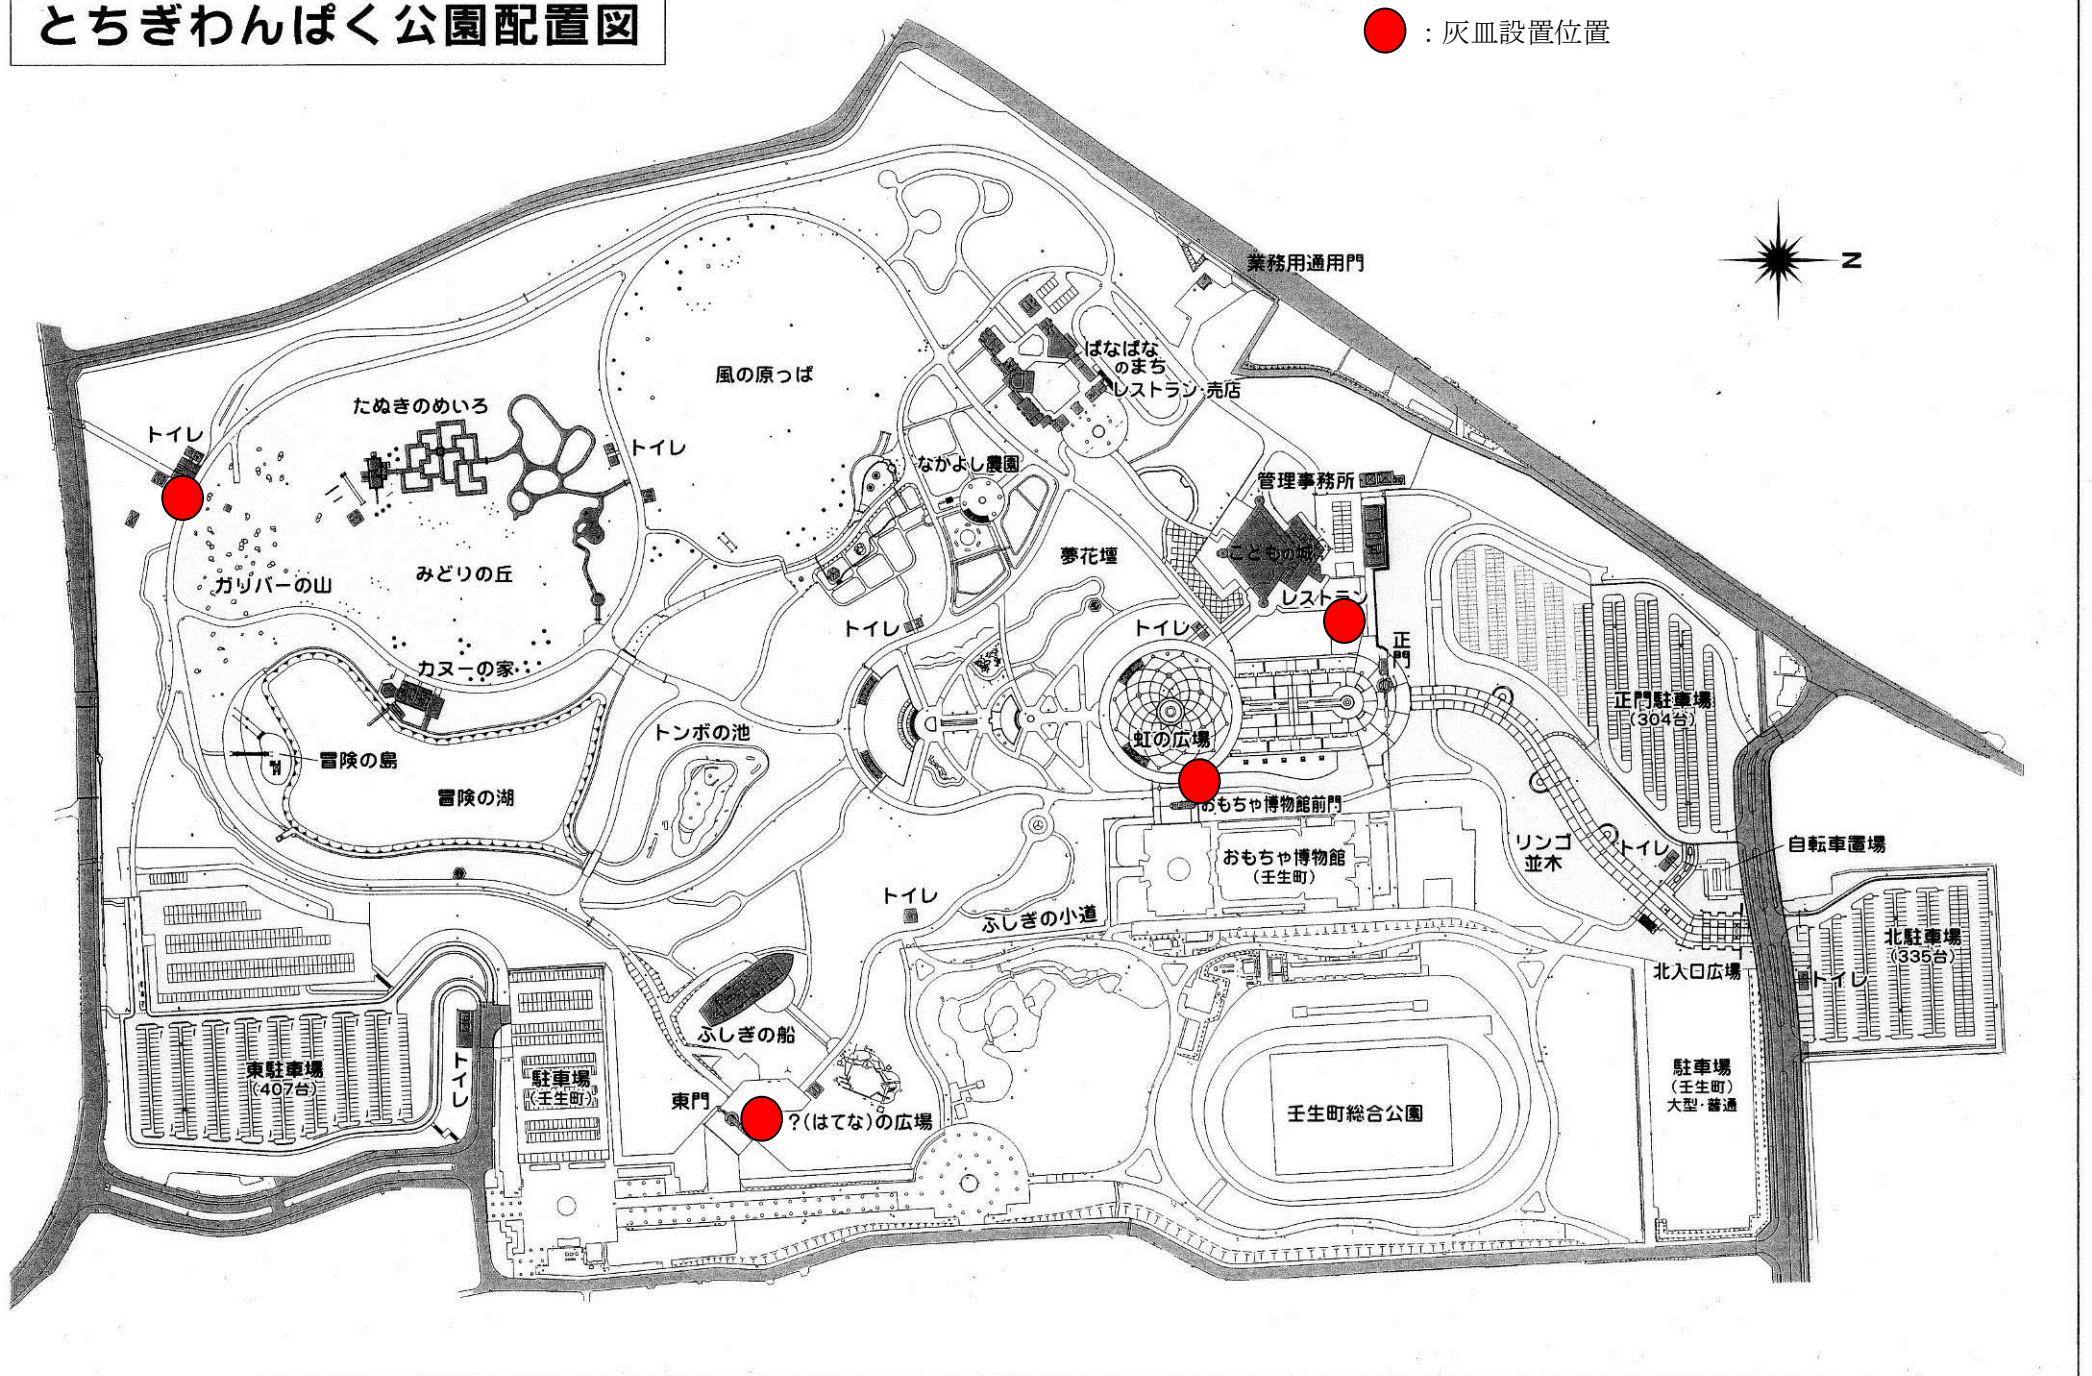 とちぎわんぱく公園配置図
：灰皿設置位置
業務用通用門
N
ぱなぱな
のまち
レストラン・売店
風の原っぱ
たぬきのめいろ
トイレ
トイレ
なかよし農園
管理事務所
夢花壇
こどもの城
みどりの丘
ガリバーの山
レストラン
トイレ
トイレ
正門
カヌーの家
正門駐車場
(304台)
トンボの池
虹の広場
冒険の島
冒険の湖
おもちゃ博物館前門
リンゴ
並木
トイレ
自転車置場
おもちゃ博物館
(壬生町)
トイレ
ふしぎの小道
北駐車場
(335台)
北入口広場
トイレ
ふしぎの船
東駐車場
(407台)
トイレ
駐車場
(壬生町)
東門
?(はてな)の広場
壬生町総合公園
駐車場
(壬生町)
大型・普通